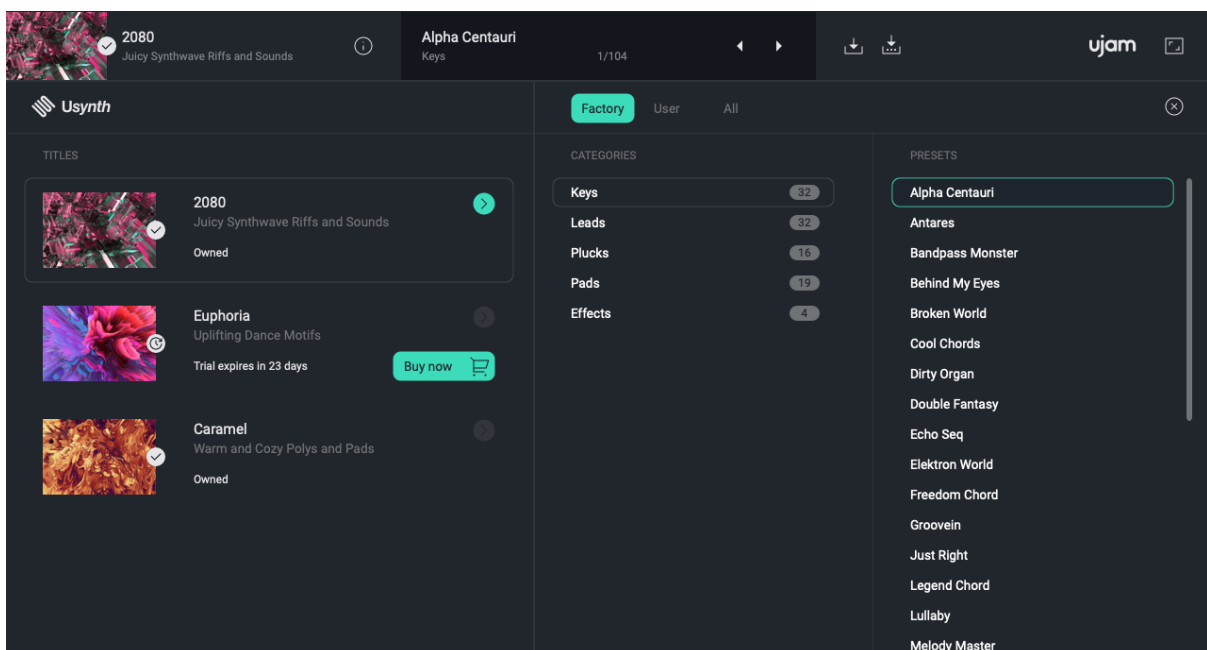 2080
Juicy Synthwave Riffs and Sounds
Alpha Centauri
Keys
1/104
ujam
Usynth
Factory
User
All
TITLES
2080
Juicy Synthwave Riffs and Sounds
Owned
Euphoria
Uplifting Dance Motifs
Trial expires in 23 days
Buy now
Caramel
Warm and Cozy Polys and Pads
Owned
CATEGORIES
Keys 32
Leads 32
Plucks 16
Pads 19
Effects 4
PRESETS
Alpha Centauri
Antares
Bandpass Monster
Behind My Eyes
Broken World
Cool Chords
Dirty Organ
Double Fantasy
Echo Seq
Elektron World
Freedom Chord
Groovein
Just Right
Legend Chord
Lullaby
Melody Master